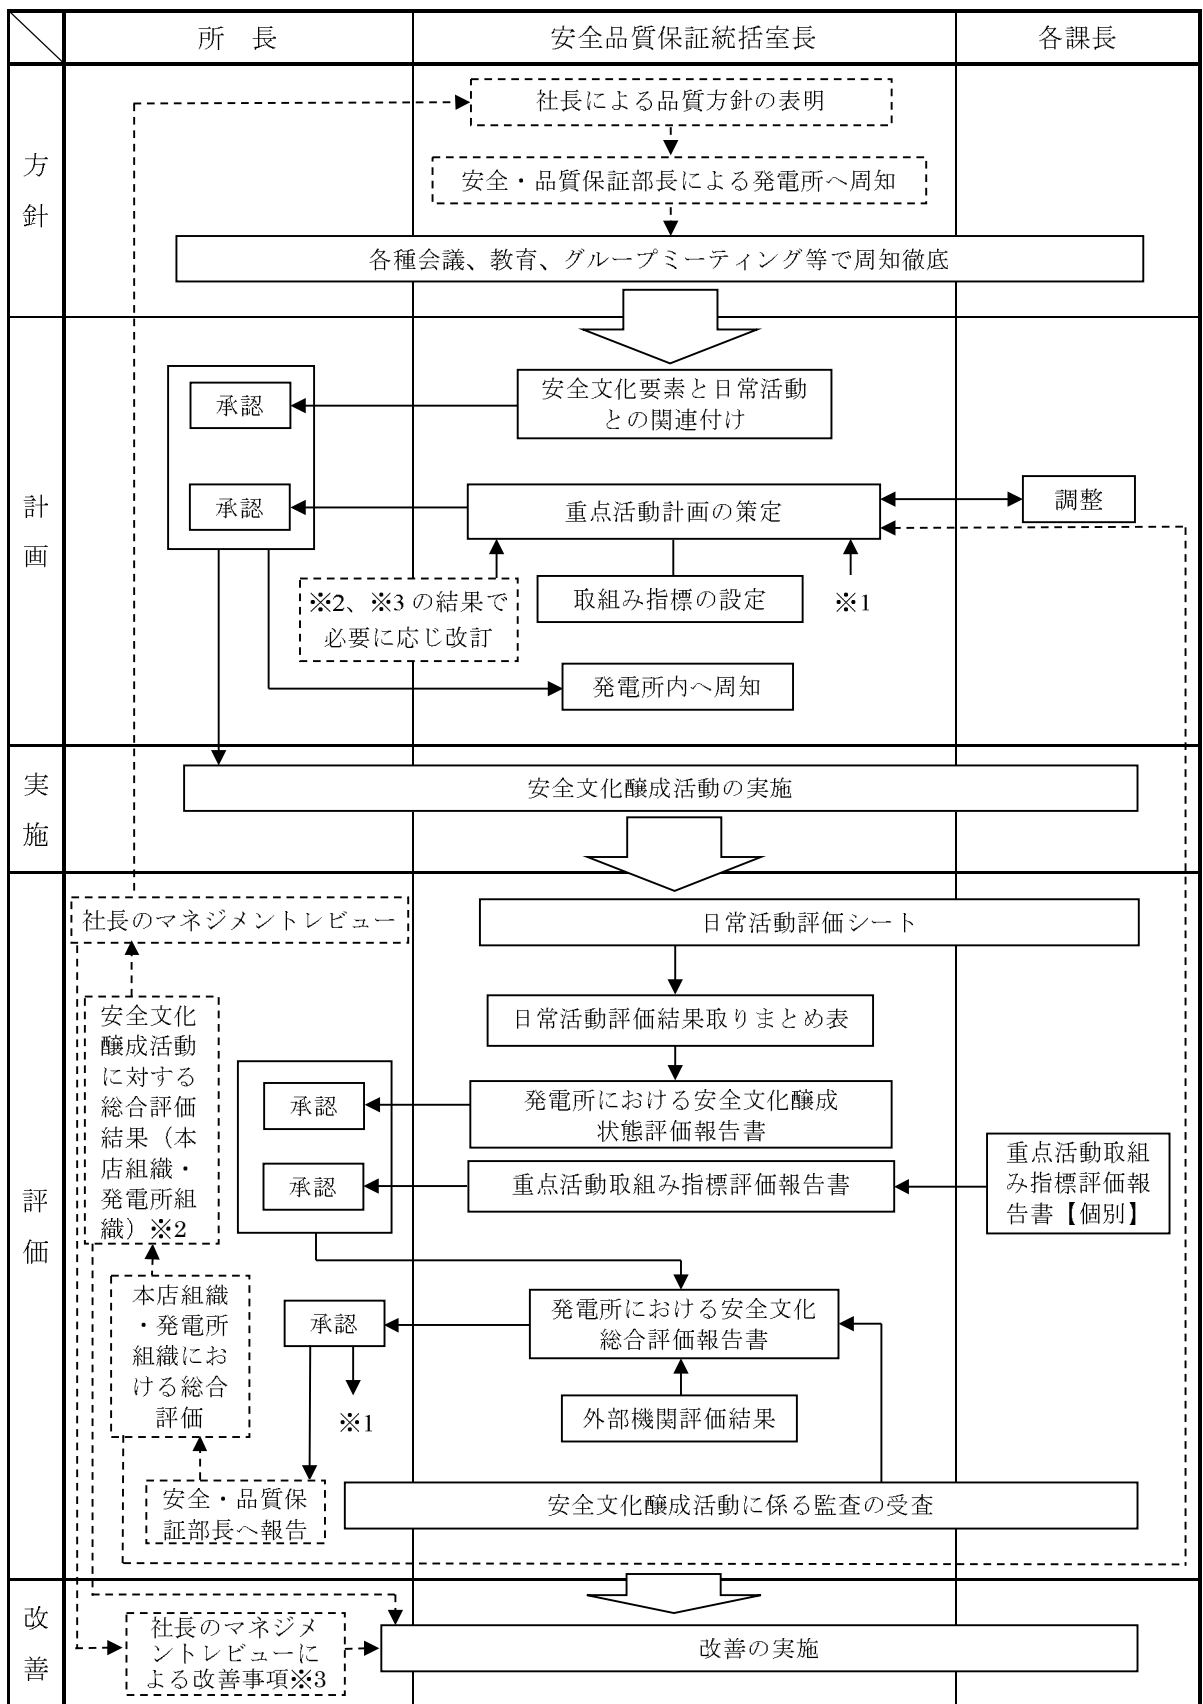 所　長
安全品質保証統括室長
各課長
方
針
社長による品質方針の表明
安全・品質保証部長による発電所へ周知
各種会議、教育、グループミーティング等で周知徹底
計
画
安全文化要素と日常活動
との関連付け
承認
承認
重点活動計画の策定
調整
※2、※3の結果で
必要に応じ改訂
取組み指標の設定
※1
発電所内へ周知
実
施
安全文化醸成活動の実施
評
価
社長のマネジメントレビュー
日常活動評価シート
安全文化
醸成活動
に対する
総合評価
結果（本
店組織・
発電所組
織）※2
日常活動評価結果取りまとめ表
承認
発電所における安全文化醸成
状態評価報告書
承認
重点活動取組み指標評価報告書
重点活動取組
み指標評価報
告書【個別】
本店組織
・発電所
組織にお
ける総合
評価
承認
発電所における安全文化
総合評価報告書
※1
外部機関評価結果
安全・品質保
証部長へ報告
安全文化醸成活動に係る監査の受査
改
善
社長のマネジメ
ントレビューに
よる改善事項※3
改善の実施